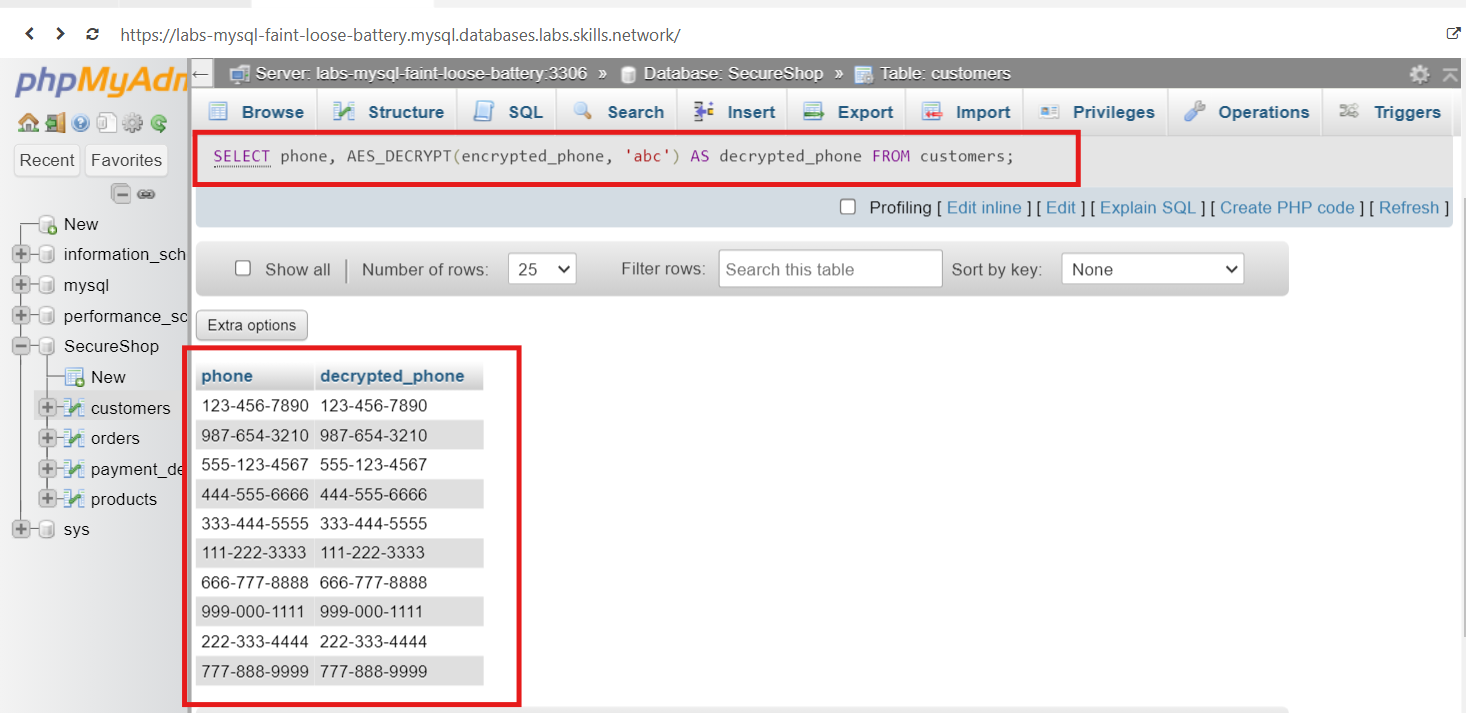 https://labs-mysql-faint-loose-battery.mysql.databases.labs.skills.network/
phpMyAdm
Server: labs-mysql-faint-loose-battery:3306 » Database: SecureShop » Table: customers
Browse Structure SQL Search Insert Export Import Privileges Operations Triggers
Recent Favorites
SELECT phone, AES_DECRYPT(encrypted_phone, 'abc') AS decrypted_phone FROM customers;
Profiling [ Edit inline ] [ Edit ] [ Explain SQL ] [ Create PHP code ] [ Refresh ]
New
information_sch
mysql
performance_sc
SecureShop
New
customers
orders
payment_de
products
sys
Show all Number of rows: 25 Filter rows: Search this table Sort by key: None
Extra options
phone decrypted_phone
123-456-7890 123-456-7890
987-654-3210 987-654-3210
555-123-4567 555-123-4567
444-555-6666 444-555-6666
333-444-5555 333-444-5555
111-222-3333 111-222-3333
666-777-8888 666-777-8888
999-000-1111 999-000-1111
222-333-4444 222-333-4444
777-888-9999 777-888-9999